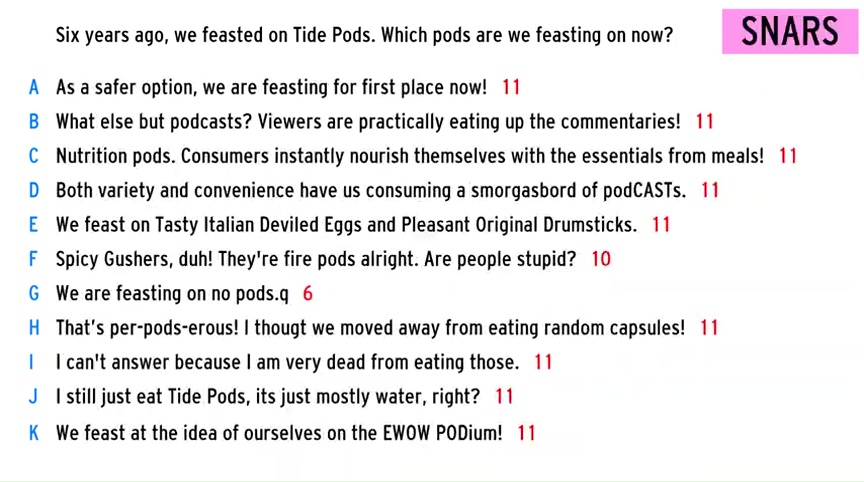 Six years ago, we feasted on Tide Pods. Which pods are we feasting on now?
SNARS
A As a safer option, we are feasting for first place now! 11
B What else but podcasts? Viewers are practically eating up the commentaries! 11
C Nutrition pods. Consumers instantly nourish themselves with the essentials from meals! 11
D Both variety and convenience have us consuming a smorgasbord of podCASTs. 11
E We feast on Tasty Italian Deviled Eggs and Pleasant Original Drumsticks. 11
F Spicy Gushers, duh! They're fire pods alright. Are people stupid? 10
G We are feasting on no pods.q 6
H That's per-pods-erous! I thougt we moved away from eating random capsules! 11
I I can't answer because I am very dead from eating those. 11
J I still just eat Tide Pods, its just mostly water, right? 11
K We feast at the idea of ourselves on the EWOW PODium! 11